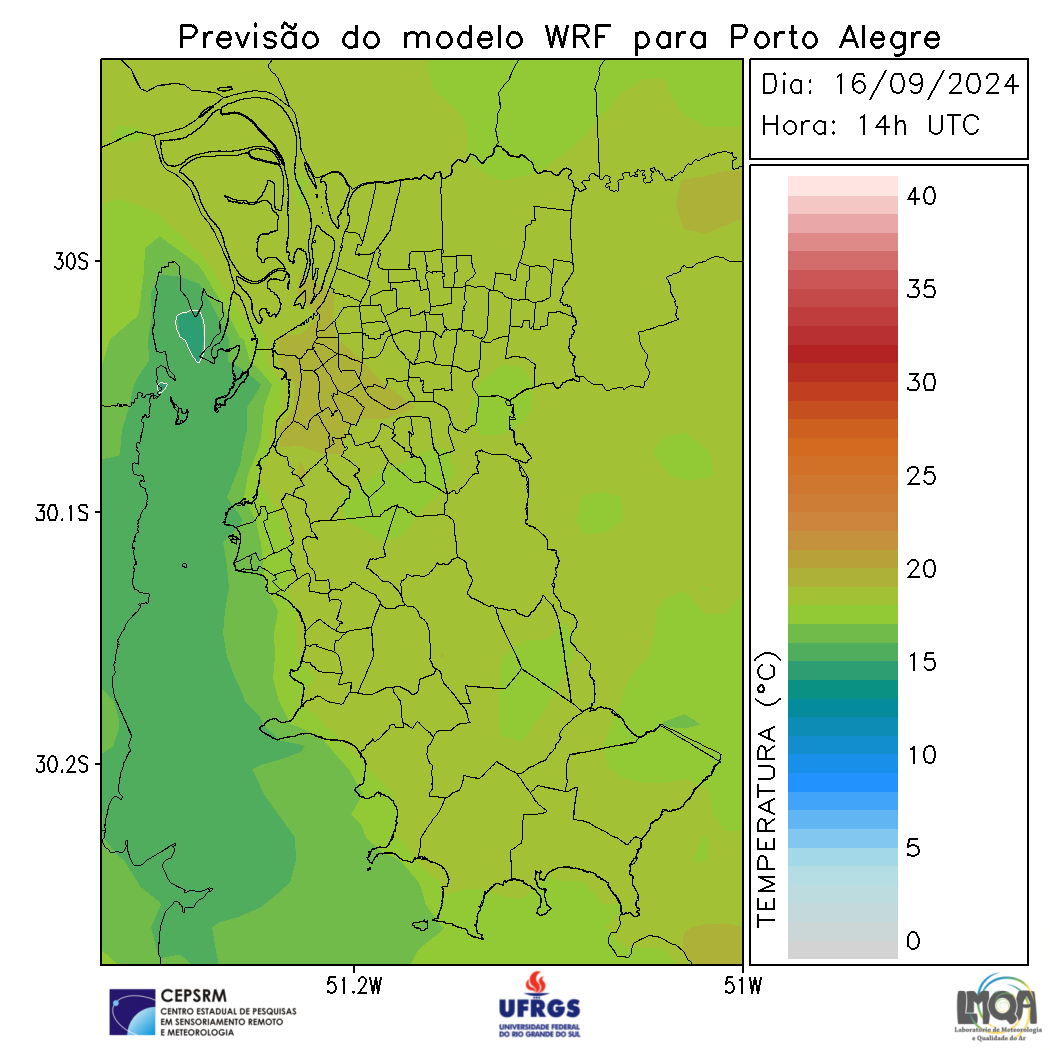 Previsão do modelo WRF para Porto Alegre
Dia: 16/09/2024
Hora: 14h UTC
30S
30.1S
30.2S
51.2W
51W
TEMPERATURA (°C)
40
35
30
25
20
15
10
5
0
CEPSRM
CENTRO ESTADUAL DE PESQUISAS
EM SENSORIAMENTO REMOTO
E METEOROLOGIA
UFRGS
UNIVERSIDADE FEDERAL
DO RIO GRANDE DO SUL
LMQA
Laboratório de Meteorologia
e Qualidade do Ar